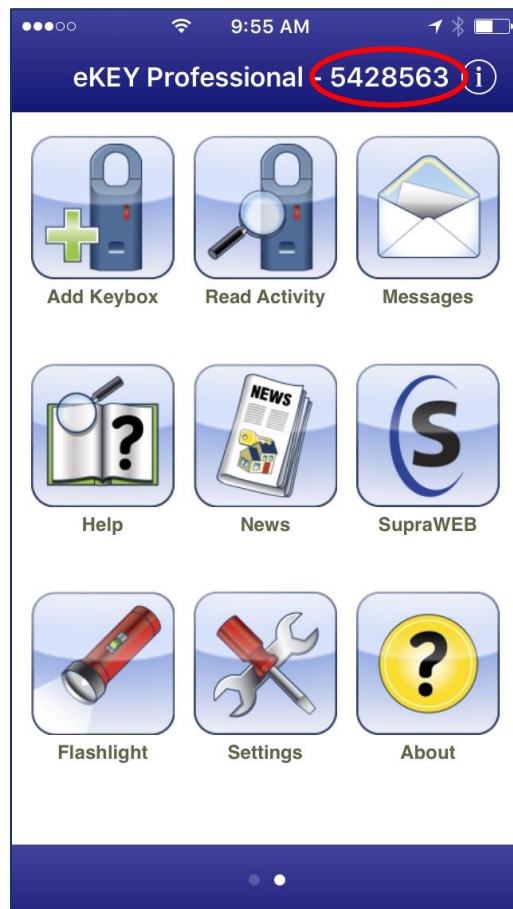 9:55 AM
eKEY Professional - 5428563 i
Add Keybox
Read Activity
Messages
?
NEWS
S
Help
News
SupraWEB
?
Flashlight
Settings
About